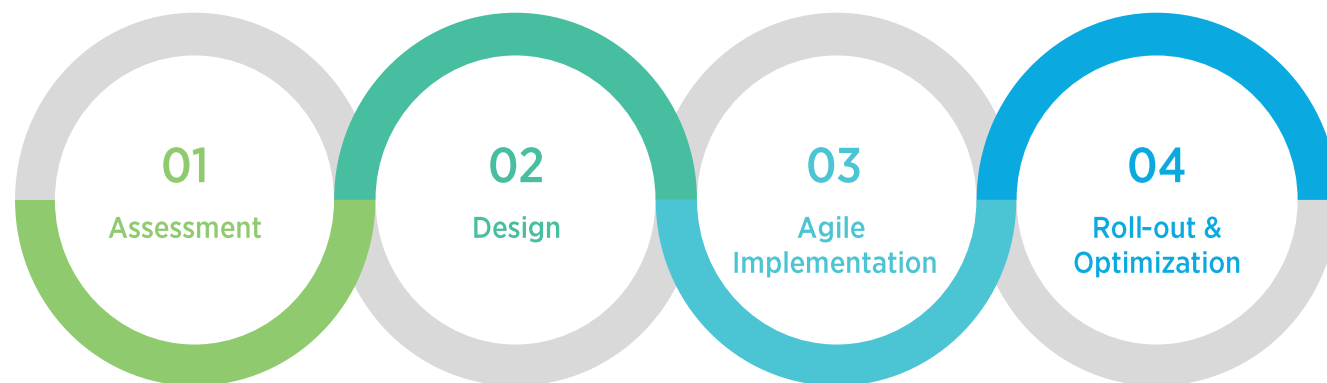 01
Assessment
02
Design
03
Agile
Implementation
04
Roll-out &
Optimization